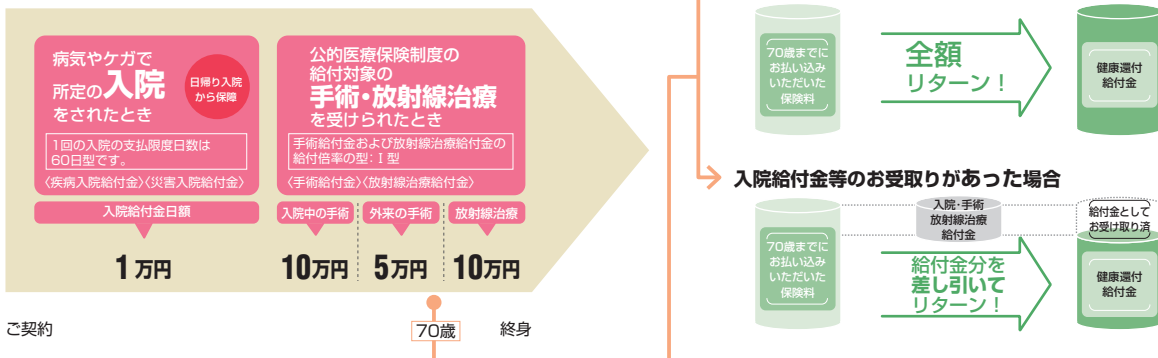 病気やケガで
所定の入院
をされたとき
日帰り入院
から保障
1回の入院の支払限度日数は
60日型です。
〈疾病入院給付金〉〈災害入院給付金〉
入院給付金日額
1万円
公的医療保険制度の
給付対象の
手術・放射線治療
を受けられたとき
手術給付金および放射線治療給付金の
給付倍率の型：Ⅰ型
〈手術給付金〉〈放射線治療給付金〉
入院中の手術
外来の手術
放射線治療
10万円
5万円
10万円
ご契約
70歳
終身
70歳までに
お払い込み
いただいた
保険料
全額
リターン！
健康還付
給付金
入院給付金等のお受取りがあった場合
70歳までに
お払い込み
いただいた
保険料
入院・手術
放射線治療
給付金
給付金分を
差し引いて
リターン！
給付金として
お受け取り済
健康還付
給付金